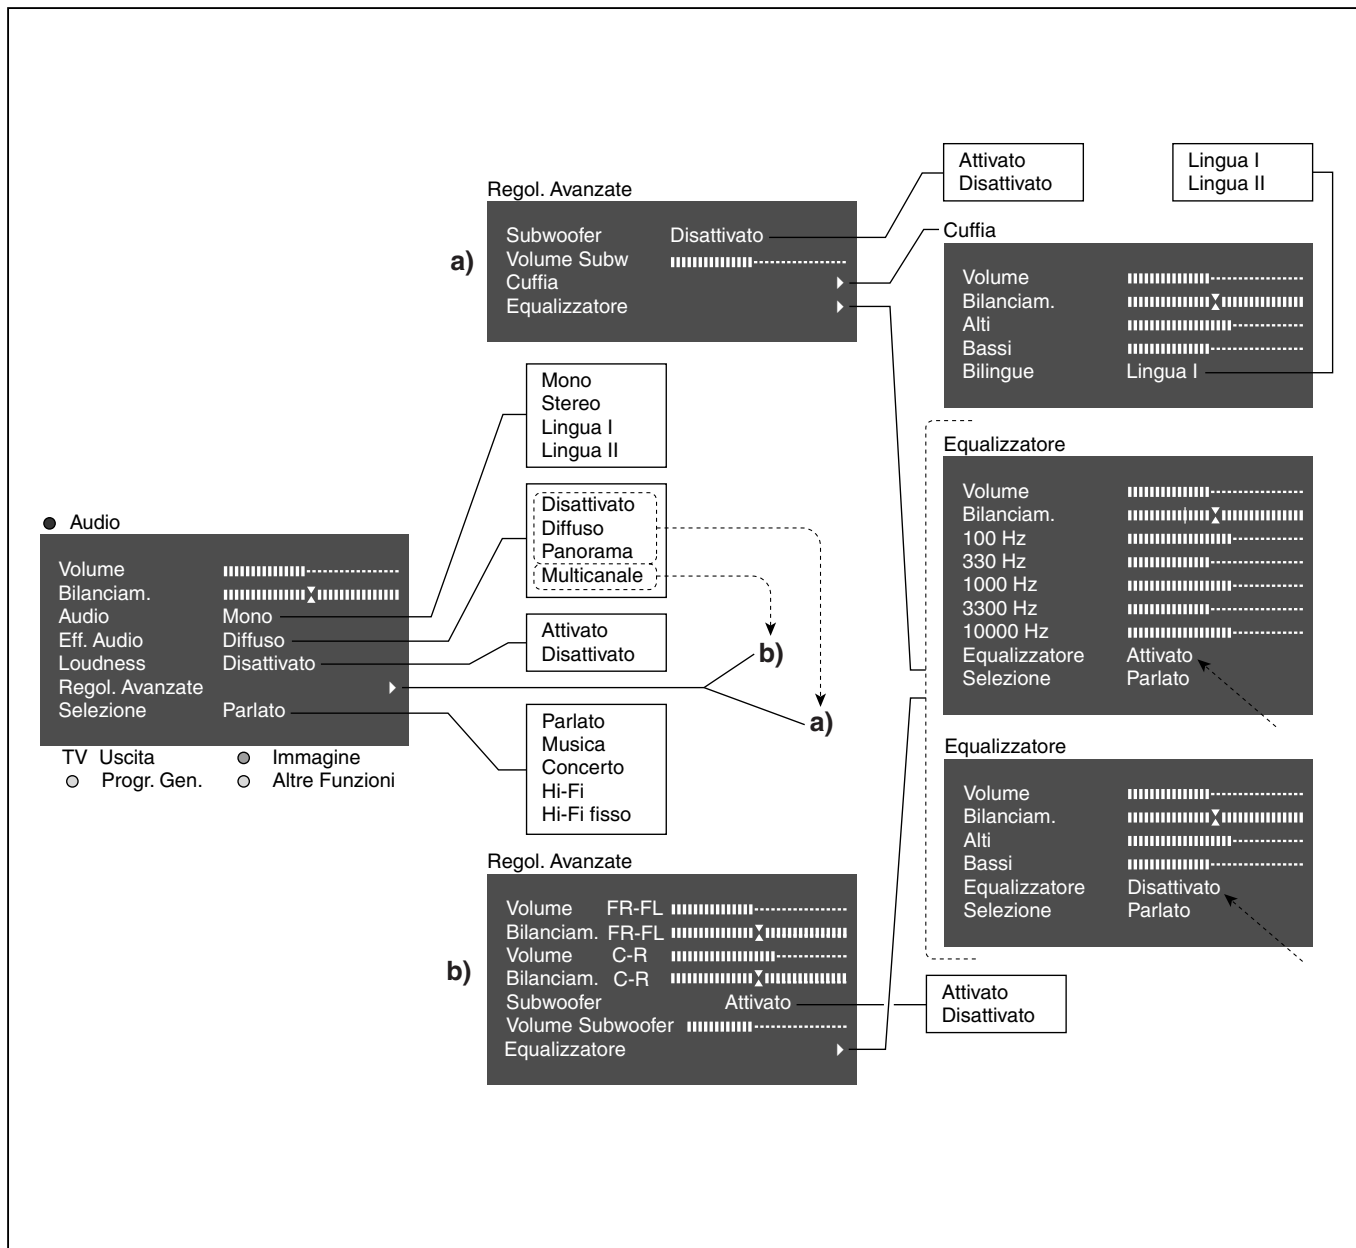 Attivato
Disattivato
Lingua I
Lingua II
Regol. Avanzate
a)
Subwoofer Disattivato
Volume Subw
Cuffia
Equalizzatore
Cuffia
Volume
Bilanciam.
Alti
Bassi
Bilingue Lingua I
Mono
Stereo
Lingua I
Lingua II
Disattivato
Diffuso
Panorama
Multicanale
Attivato
Disattivato
b)
a)
Parlato
Musica
Concerto
Hi-Fi
Hi-Fi fisso
Audio
Volume
Bilanciam.
Audio Mono
Eff. Audio Diffuso
Loudness Disattivato
Regol. Avanzate
Selezione Parlato
TV Uscita Immagine
Progr. Gen. Altre Funzioni
Equalizzatore
Volume
Bilanciam.
100 Hz
330 Hz
1000 Hz
3300 Hz
10000 Hz
Equalizzatore Attivato
Selezione Parlato
Equalizzatore
Volume
Bilanciam.
Alti
Bassi
Equalizzatore Disattivato
Selezione Parlato
Regol. Avanzate
b)
Volume FR-FL
Bilanciam. FR-FL
Volume C-R
Bilanciam. C-R
Subwoofer Attivato
Volume Subwoofer
Equalizzatore
Attivato
Disattivato